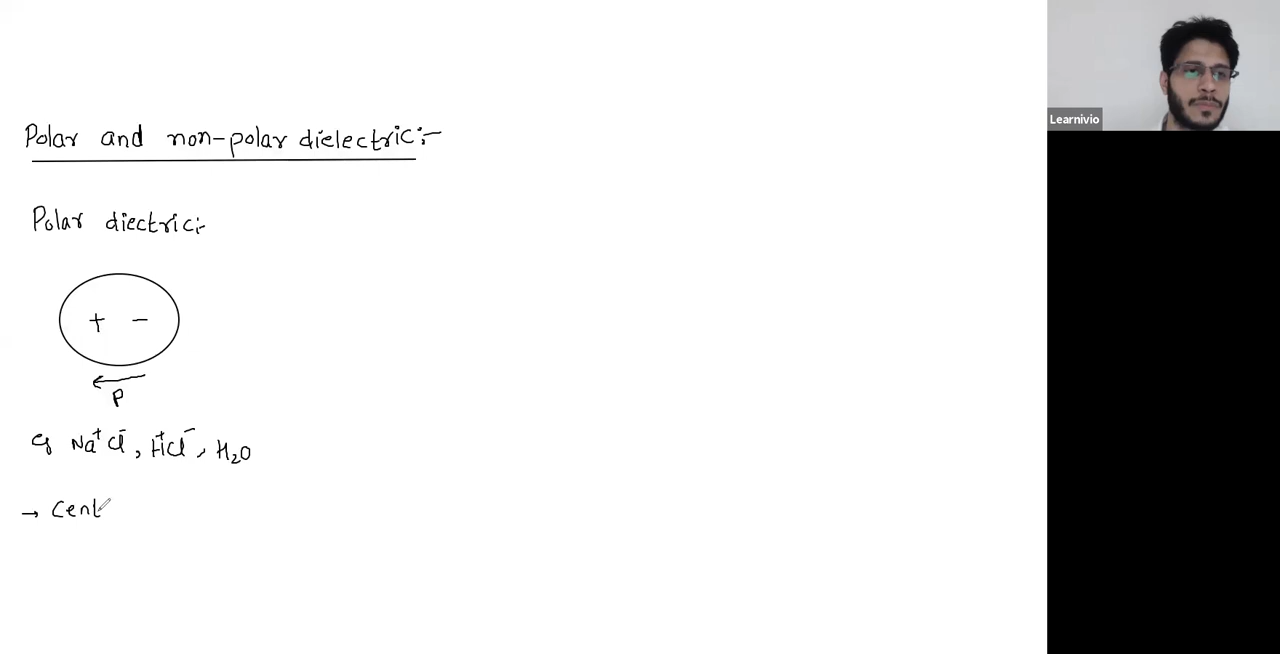 Polar and non-polar dielectric:-
Polar diectric:-
+ -
P
eg Na⁺Cl⁻, H⁺Cl⁻, H₂O
→ Cent
Learnivio